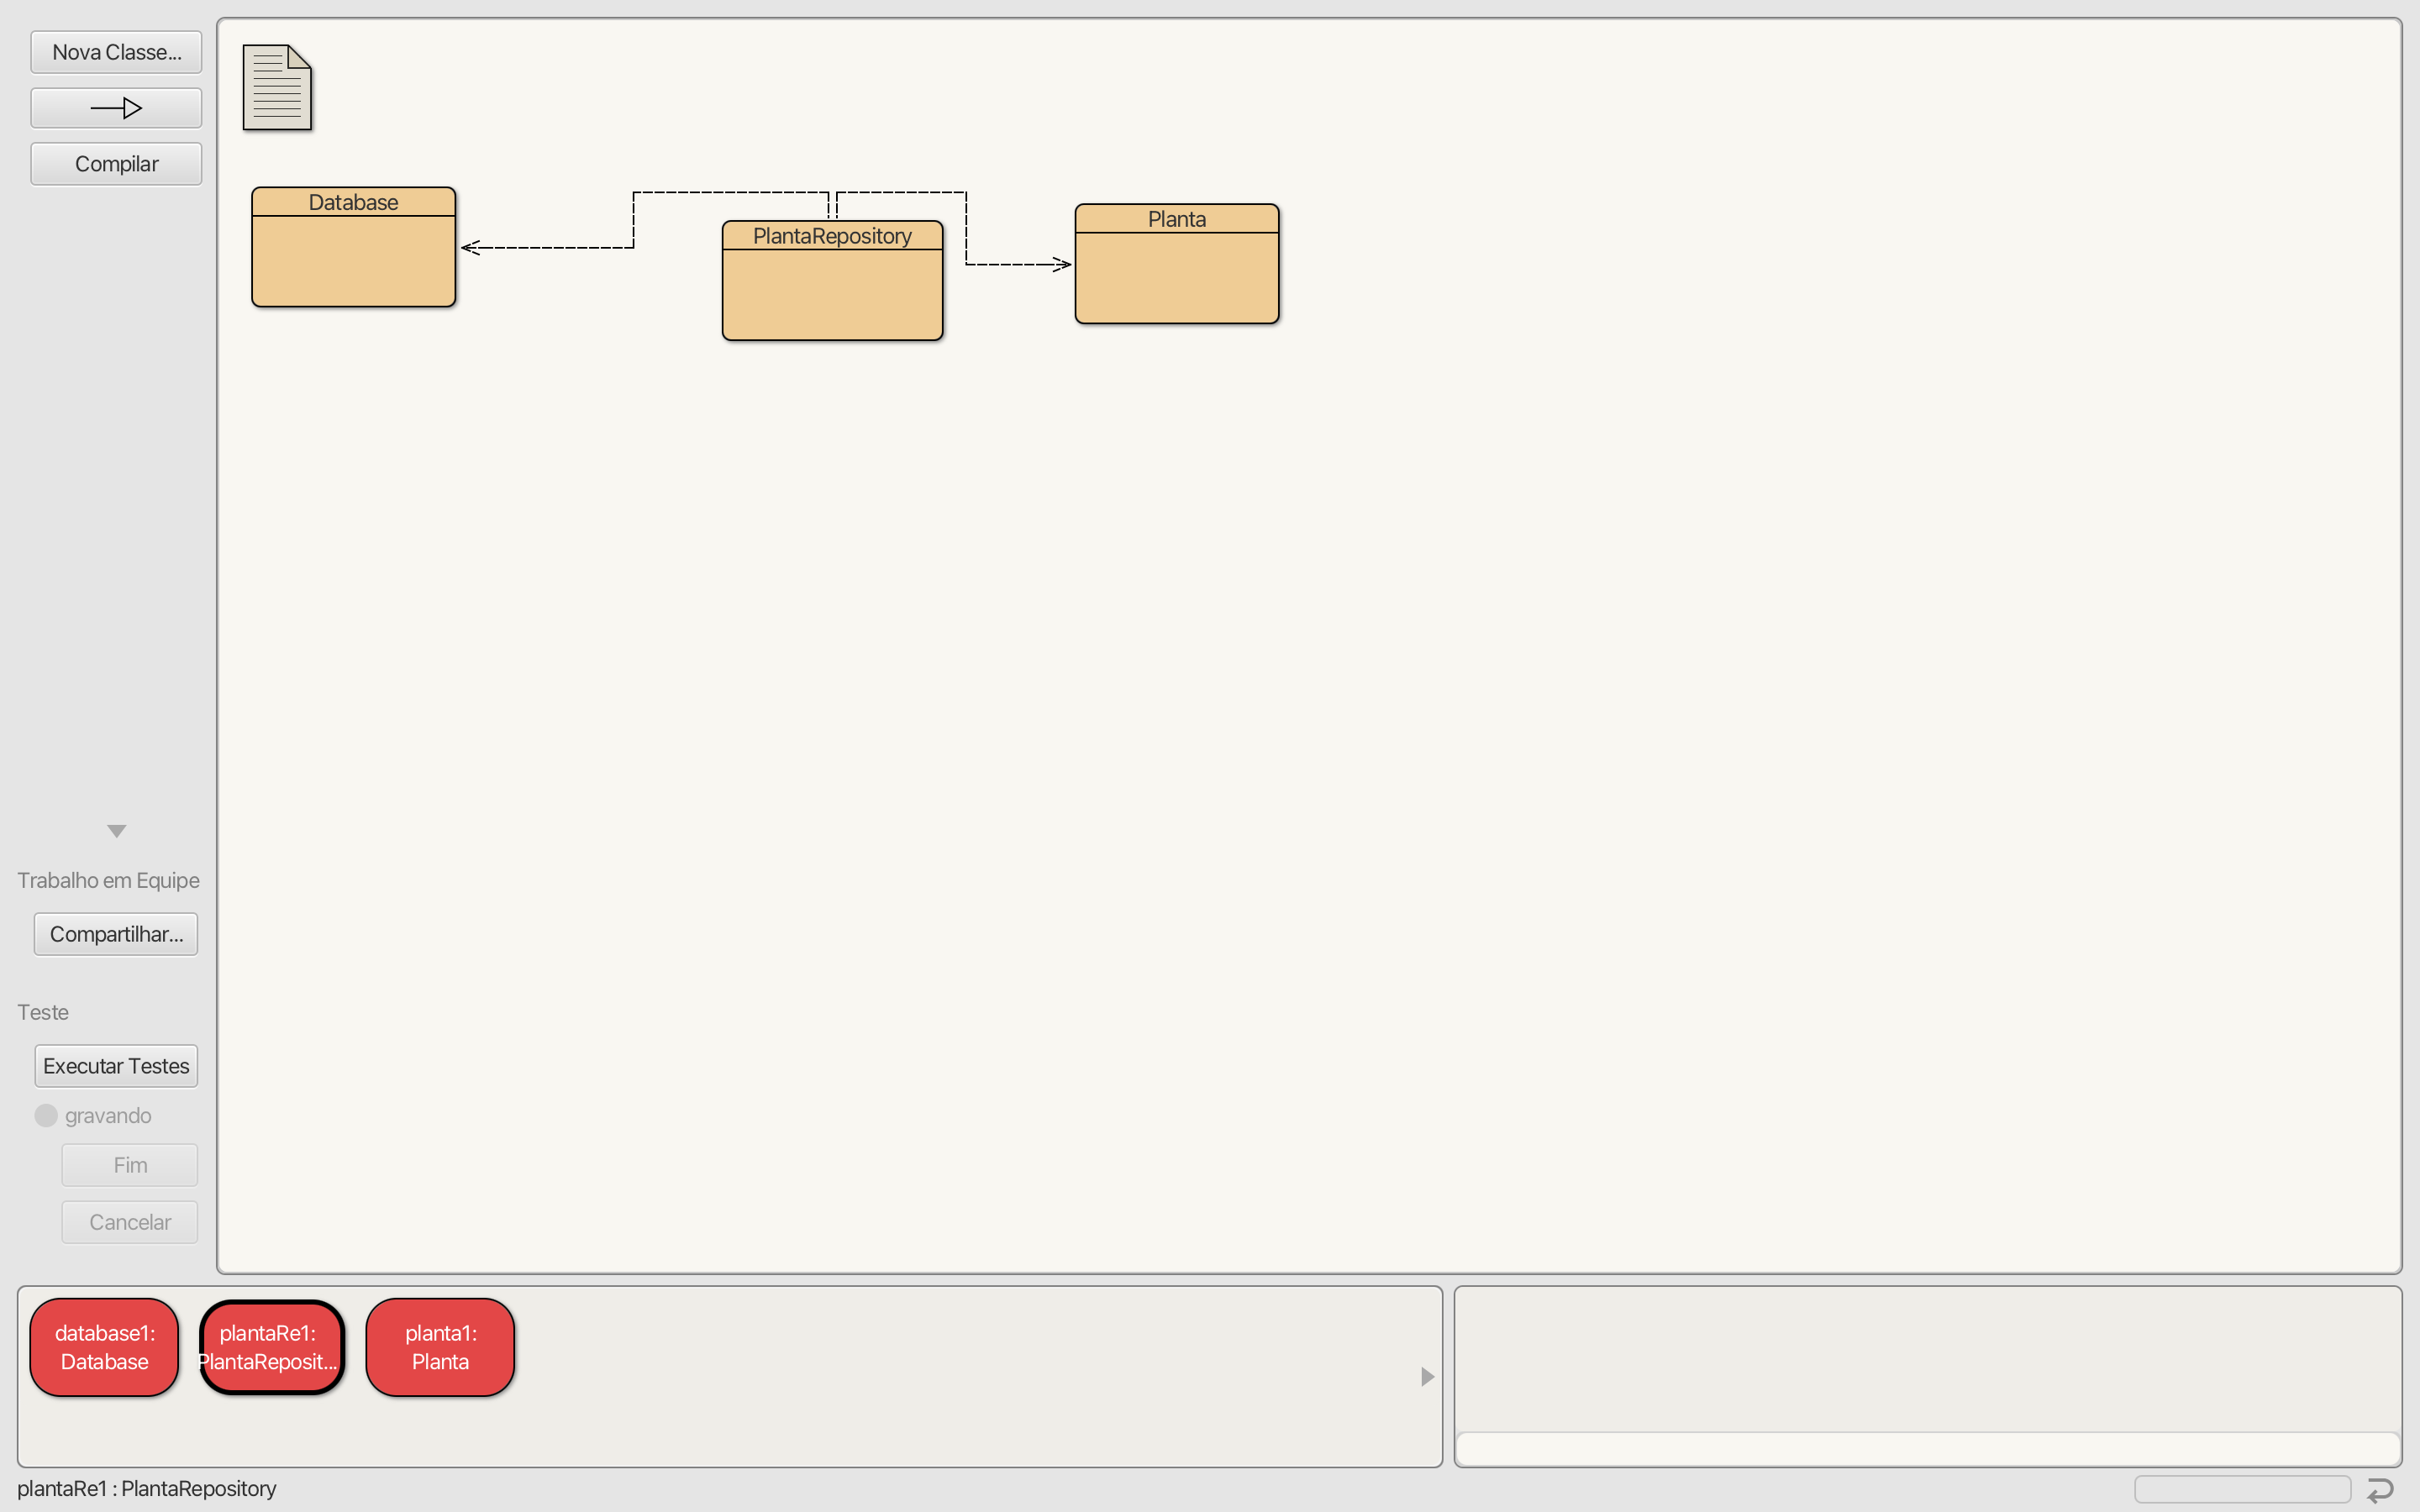 Nova Classe...
Compilar
Database
PlantaRepository
Planta
Trabalho em Equipe
Compartilhar...
Teste
Executar Testes
gravando
Fim
Cancelar
database1:
Database
plantaRe1:
PlantaReposit...
planta1:
Planta
plantaRe1 : PlantaRepository